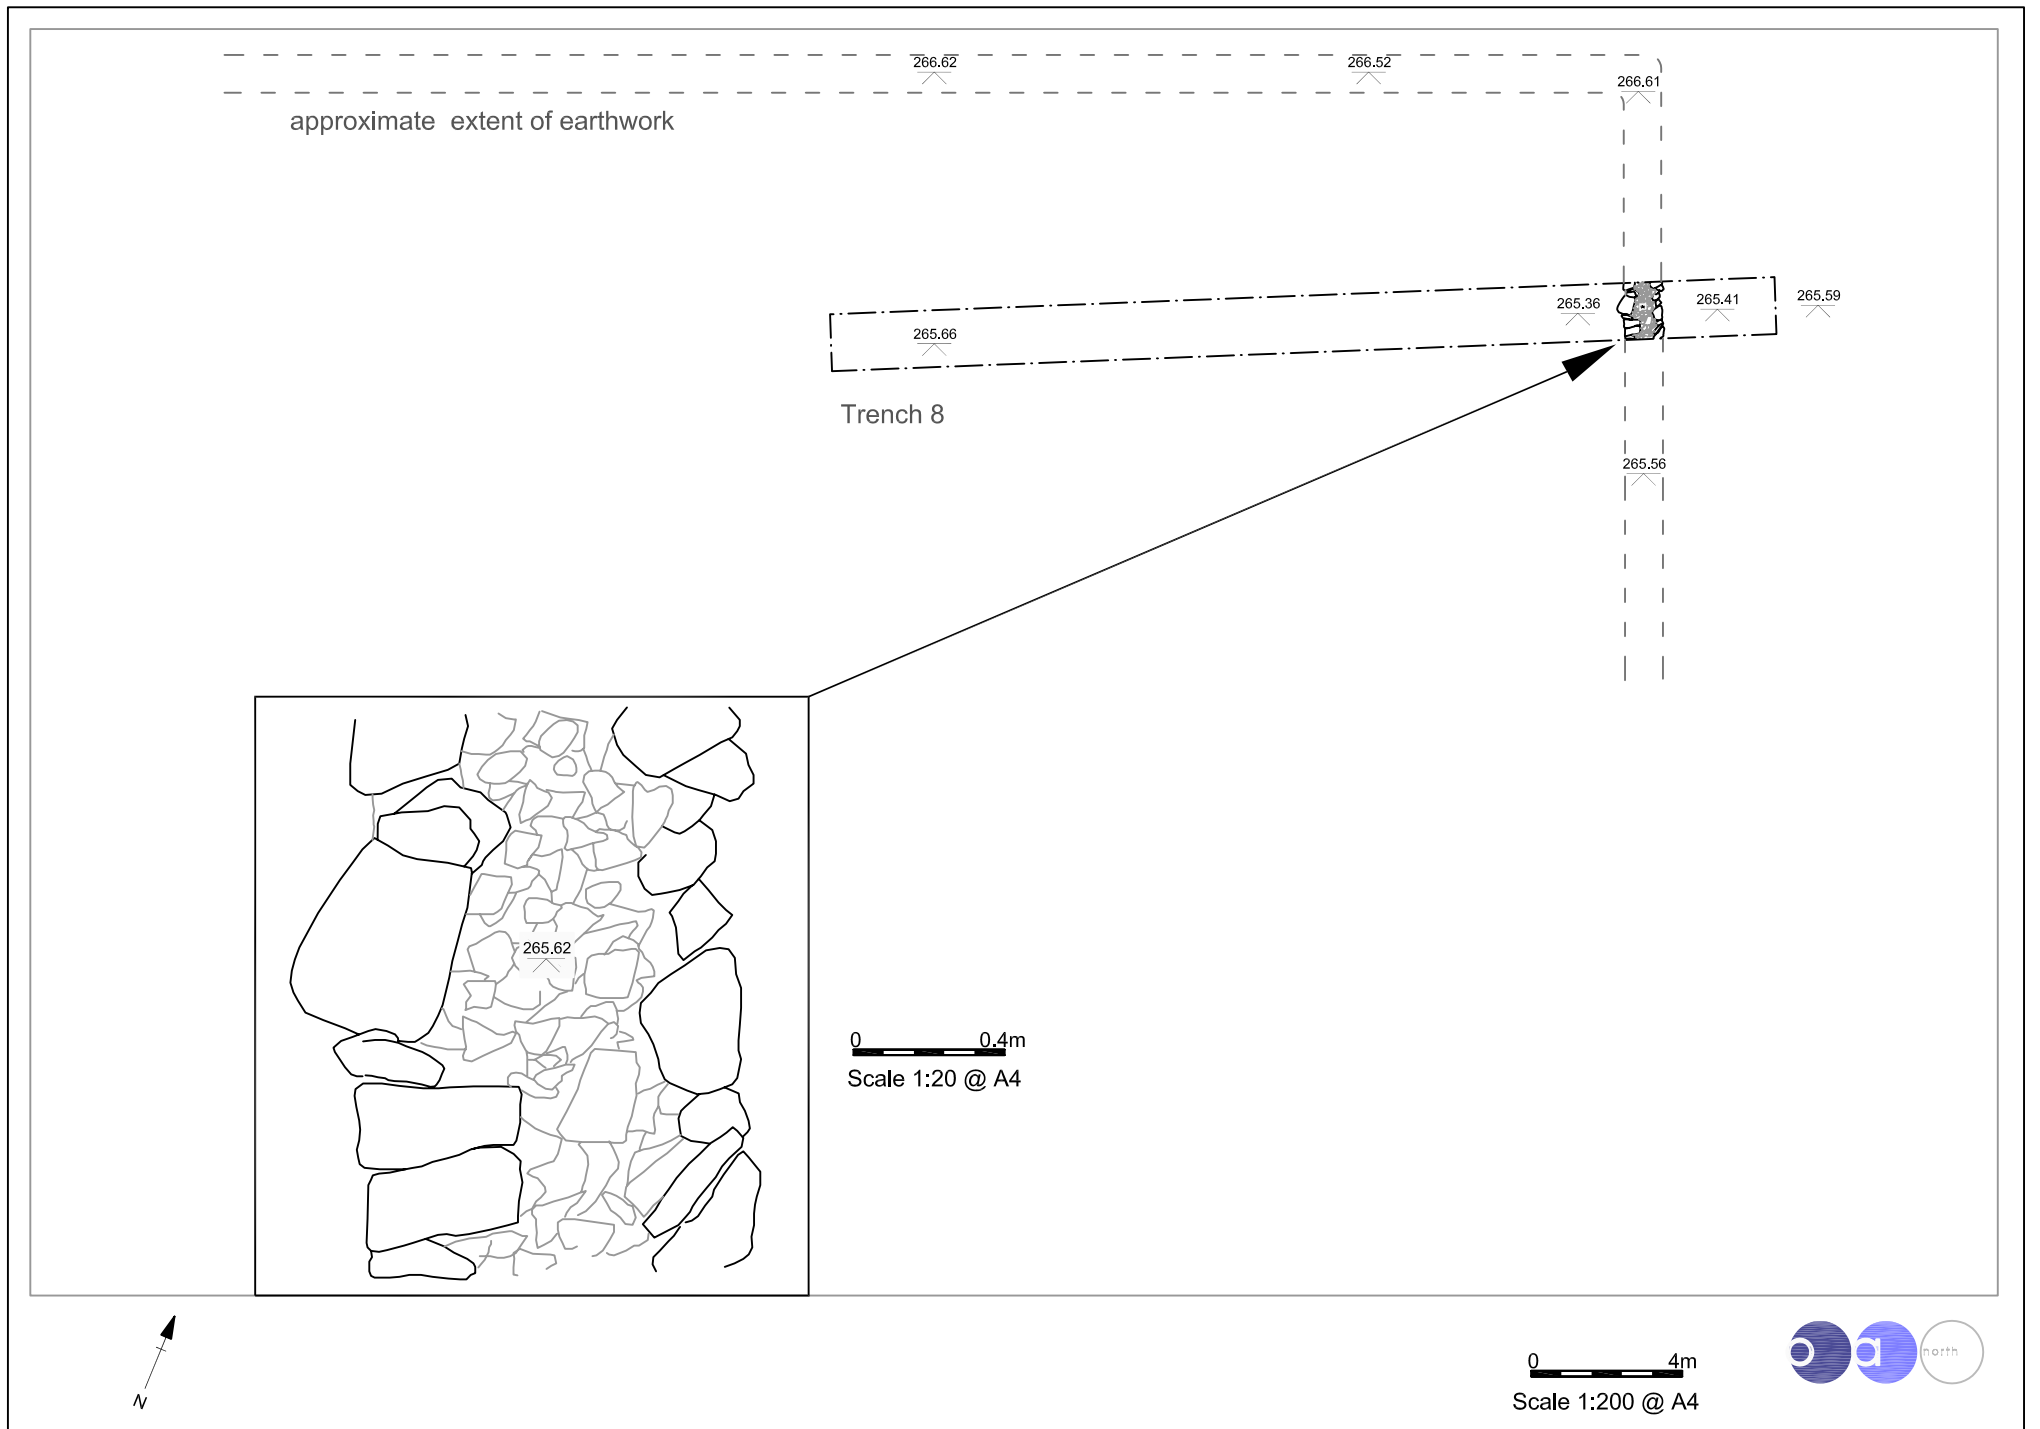 266.62
266.52
266.61
approximate extent of earthwork
265.36
265.41
265.59
265.66
Trench 8
265.56
265.62
0 0.4m
Scale 1:20 @ A4
N
0 4m
Scale 1:200 @ A4
o a north